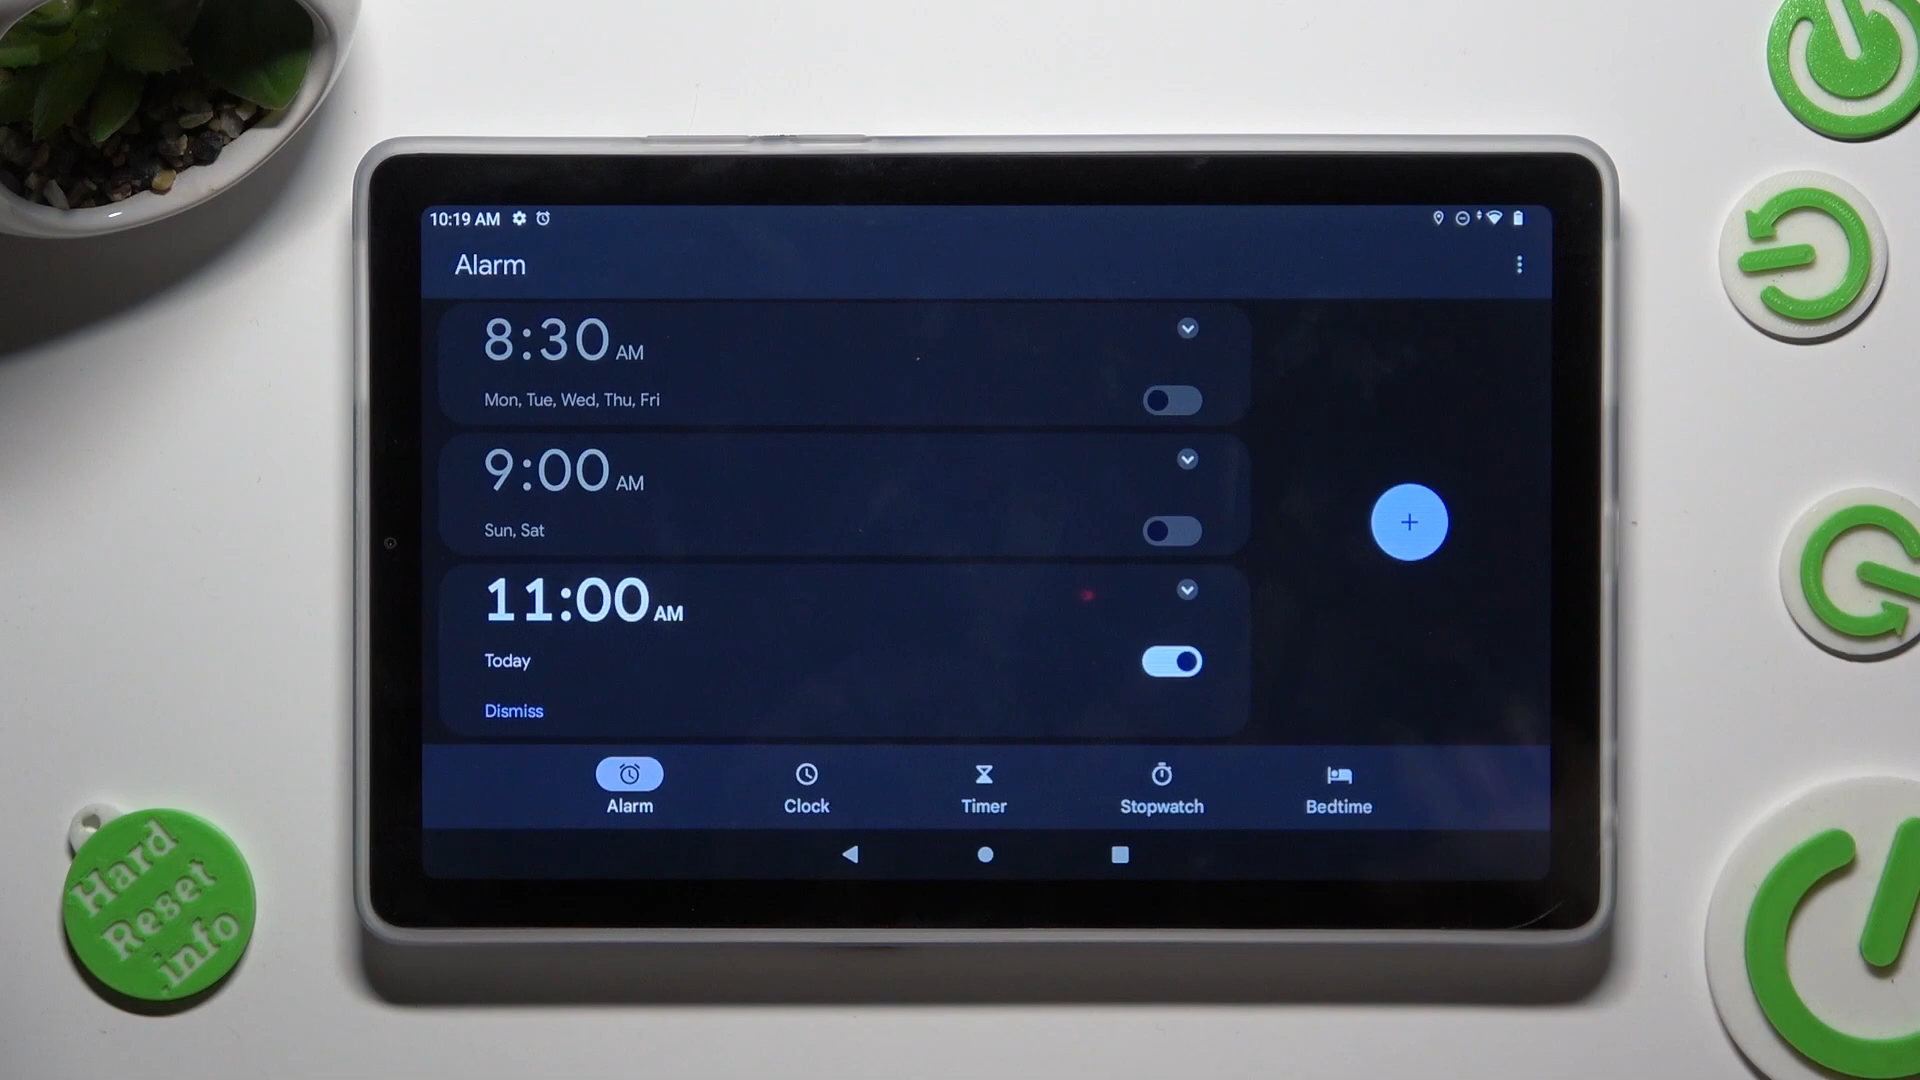 10:19 AM
Alarm
8:30 AM
Mon, Tue, Wed, Thu, Fri
9:00 AM
Sun, Sat
11:00 AM
Today
Dismiss
Alarm
Clock
Timer
Stopwatch
Bedtime
Hard
Reset
.info